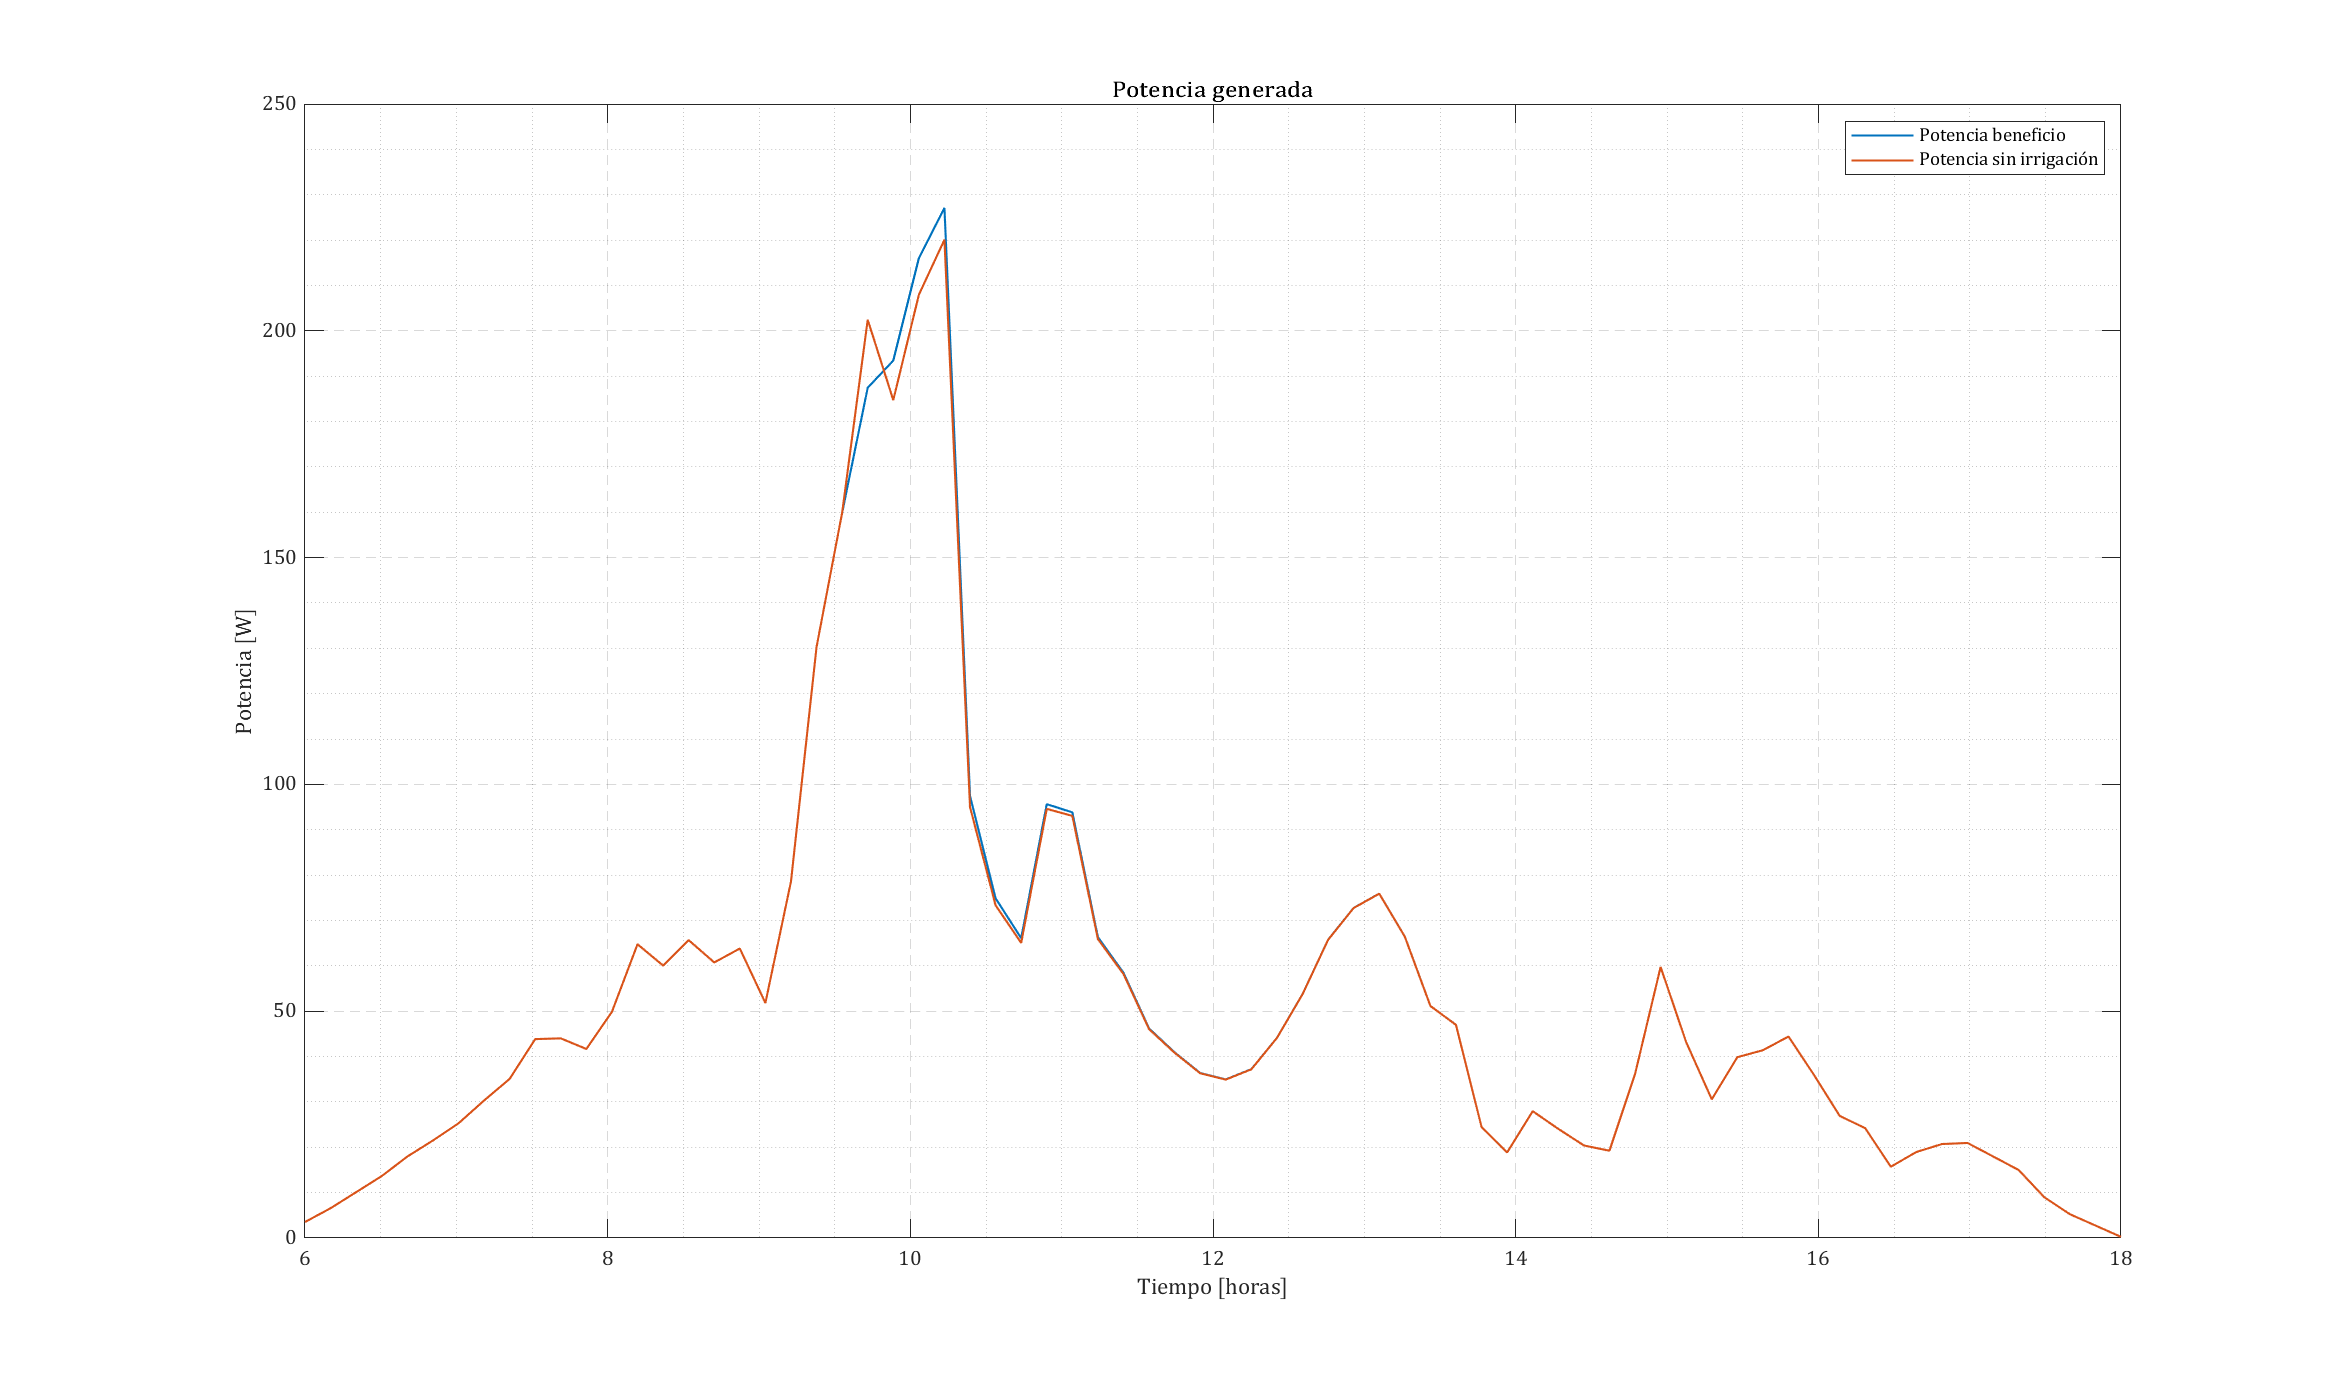 Potencia generada
250
200
150
100
50
0
Potencia [W]
6 8 10 12 14 16 18
Tiempo [horas]
Potencia beneficio
Potencia sin irrigación